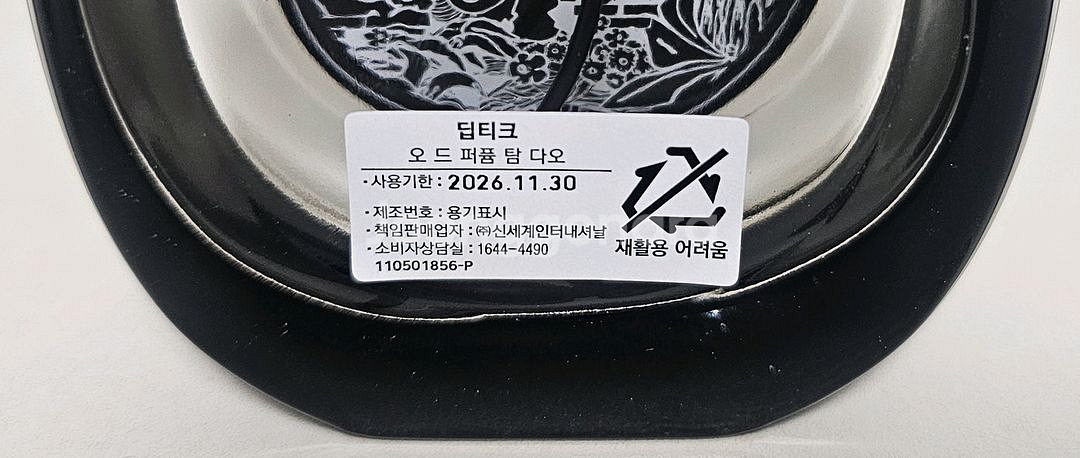 딥티크
오 드 퍼퓸 탐 다오
·사용기한 : 2026.11.30
·제조번호 : 용기표시
·책임판매업자 : ㈜신세계인터내셔날
·소비자상담실 : 1644-4490
110501856-P
재활용 어려움